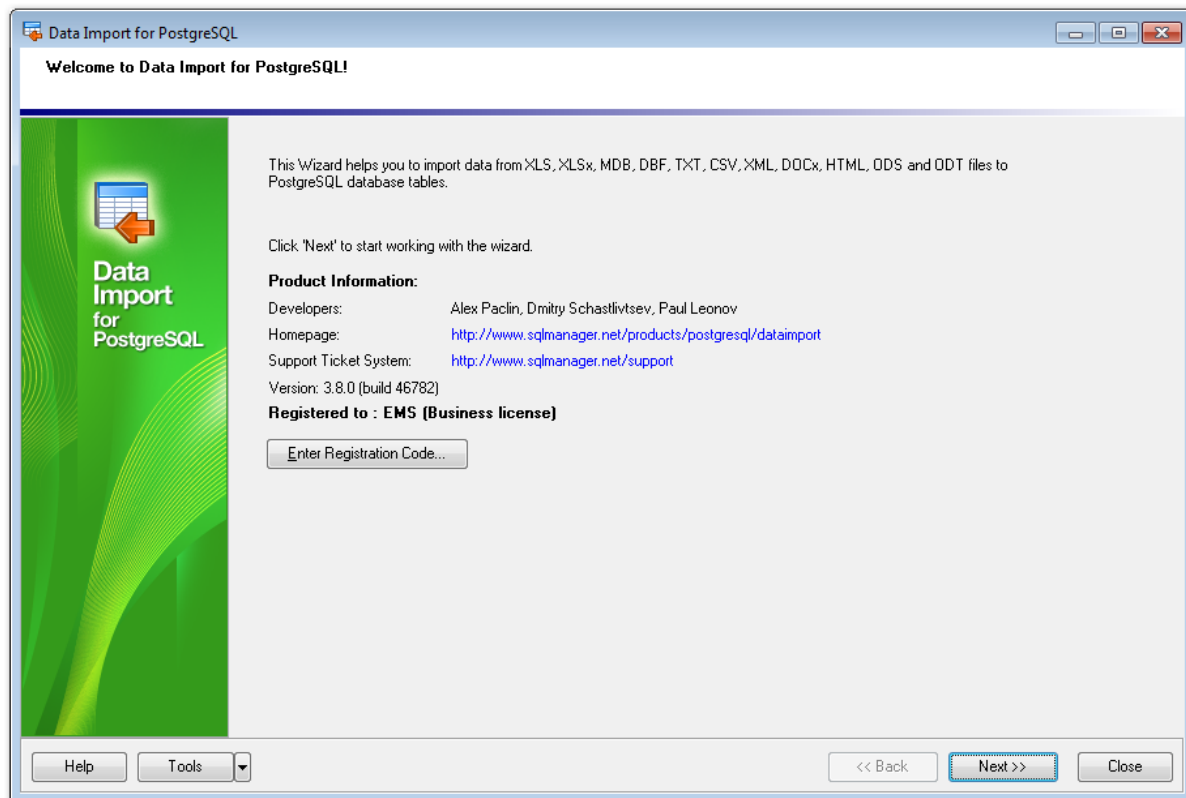 Data Import for PostgreSQL
Welcome to Data Import for PostgreSQL!
This Wizard helps you to import data from XLS, XLSx, MDB, DBF, TXT, CSV, XML, DOCx, HTML, ODS and ODT files to
PostgreSQL database tables.
Click 'Next' to start working with the wizard.
Data
Import
for
PostgreSQL
Product Information:
Developers: Alex Paclin, Dmitry Schastlivtsev, Paul Leonov
Homepage: http://www.sqlmanager.net/products/postgresql/dataimport
Support Ticket System: http://www.sqlmanager.net/support
Version: 3.8.0 (build 46782)
Registered to : EMS (Business license)
Enter Registration Code...
Help Tools << Back Next >> Close